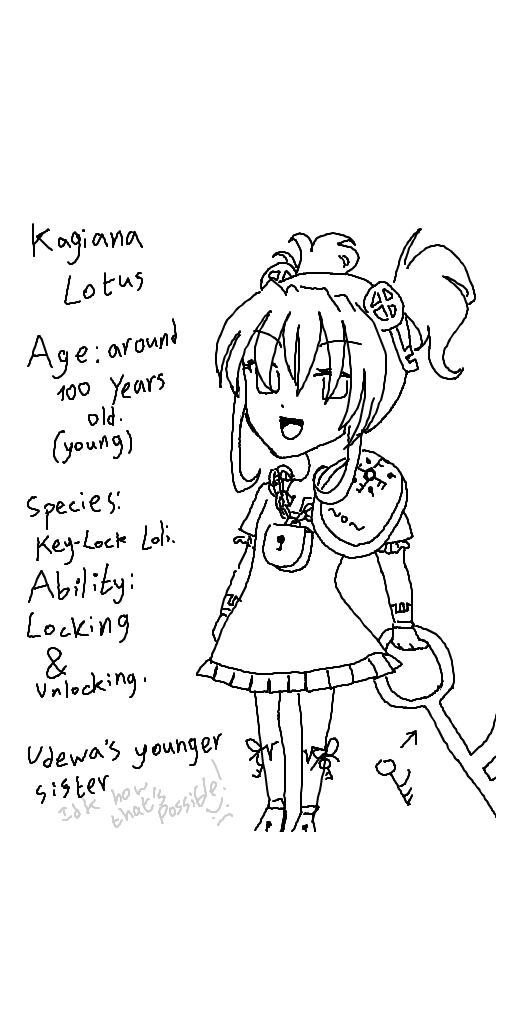 Kagiana
Lotus
Age: around
100 Years
old.
(young)
Species:
Key-Lock Loli.
Ability:
Locking
&
Unlocking.
Udewa's younger
sister
Idk how
that's
possible!